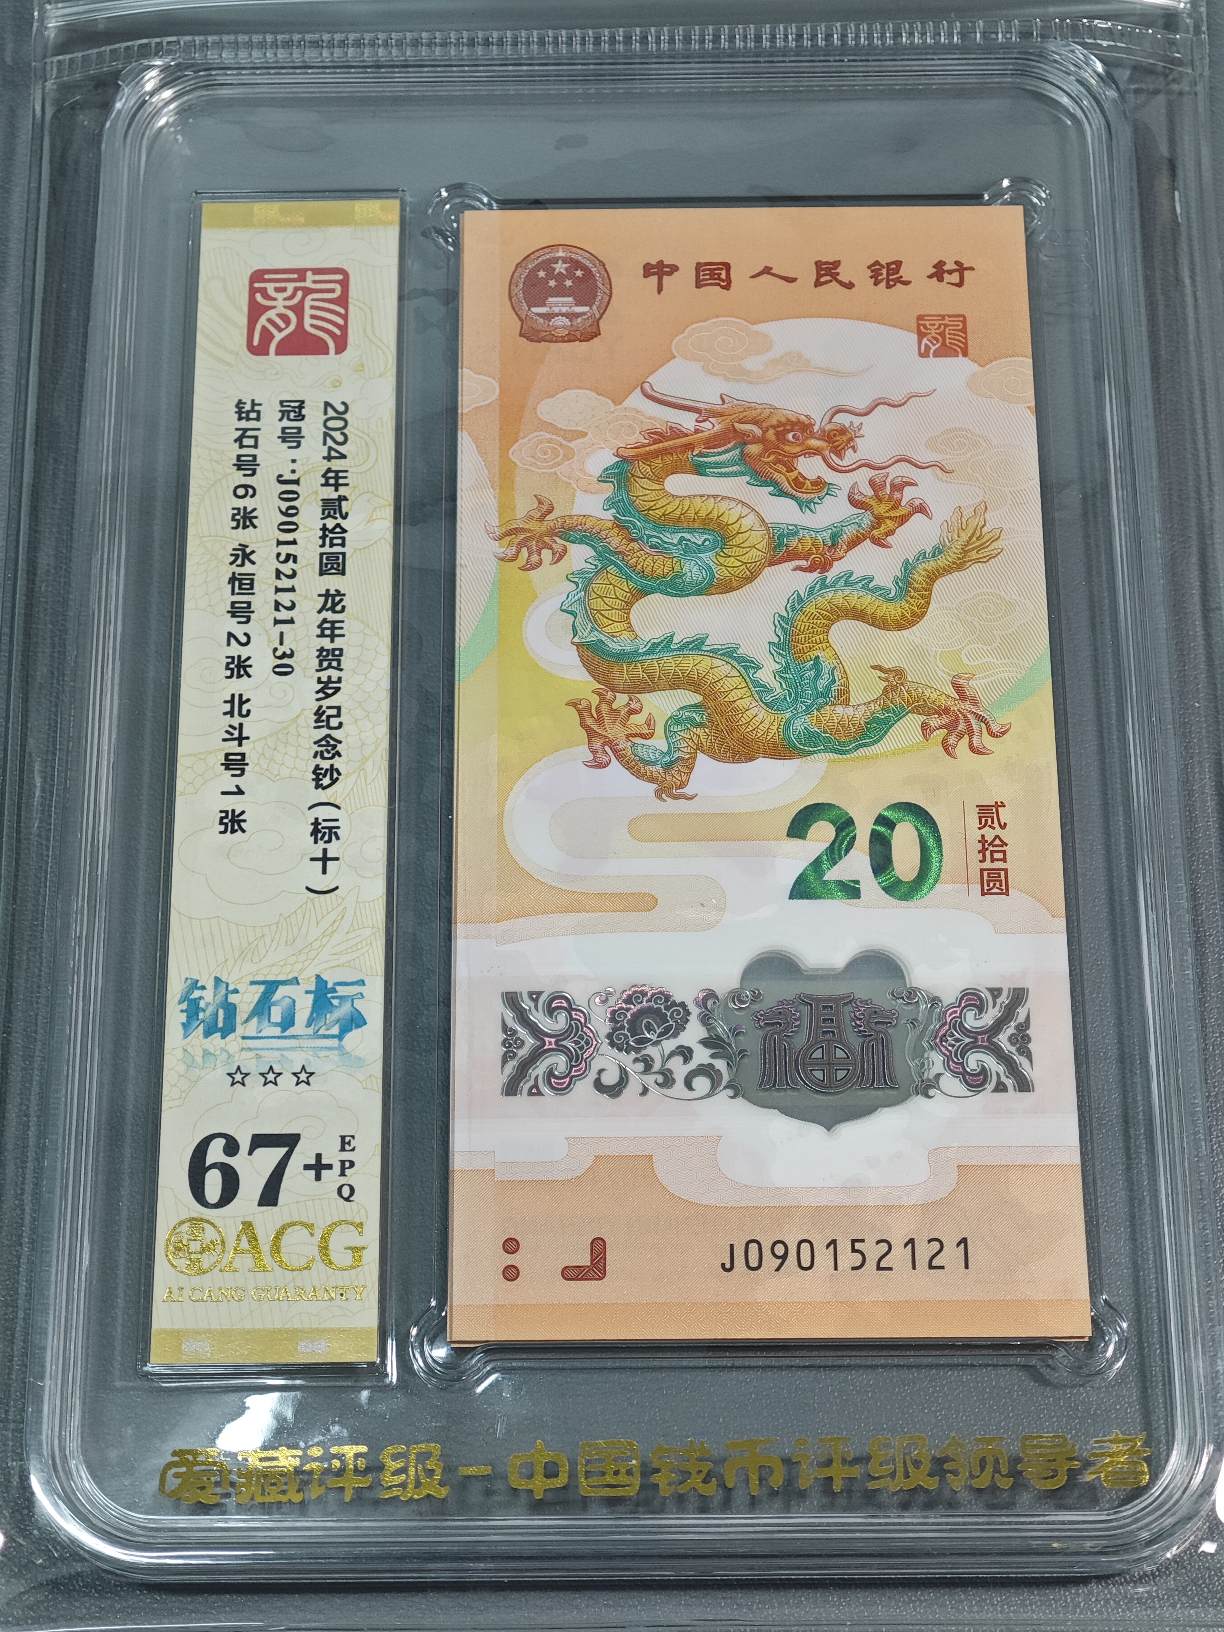 龍
2024年贰拾圆 龙年贺岁纪念钞(标十)
冠号:J090152121-30
钻石号6张 永恒号2张 北斗号1张
钻石标
☆☆☆
67+
EPQ
ACG
AI CANG GUARANTY
中国人民银行
龍
20
贰拾圆
福
J090152121
爱藏评级-中国钱币评级领导者